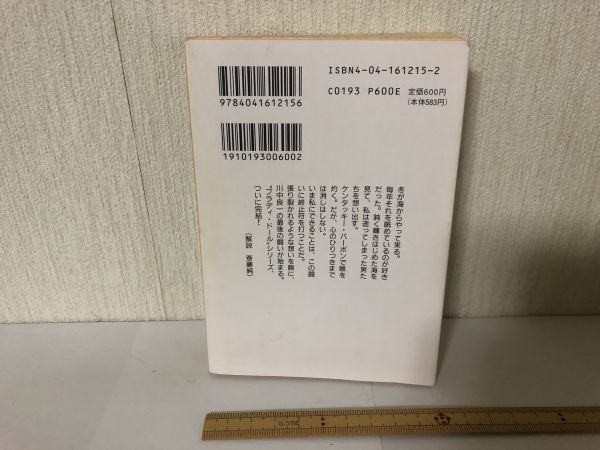 ISBN4-04-161215-2
C0193 P600E 定価600円
(本体583円)
9784041612156
1910193006002
冬が海からやって来る。
毎年それを眺めているのが好き
だった。鈍く輝きはじめた海を
見て、私は逝ってしまった男た
ちを想い出す。
ケンタッキー・バーボンで喉を
灼く。だが、心のひりつきまで
は消しはしない。
いま私にできることは、この闘
いに終止符を打つことだ。
張り裂かれるような想いを胸に、
川中良一の最後の闘いが始まる。
"ブラディ・ドール"シリーズ、
ついに完結!
〈解説 斎藤純〉